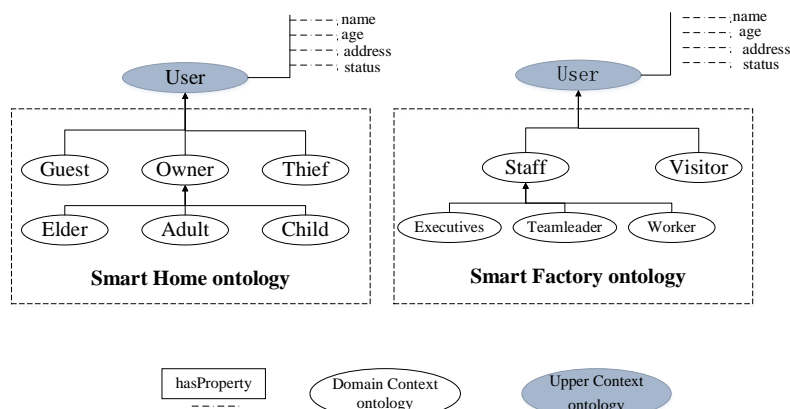 name
age
address
status
User
Guest
Owner
Thief
Elder
Adult
Child
Smart Home ontology
name
age
address
status
User
Staff
Visitor
Executives
Teamleader
Worker
Smart Factory ontology
hasProperty
Domain Context
ontology
Upper Context
ontology